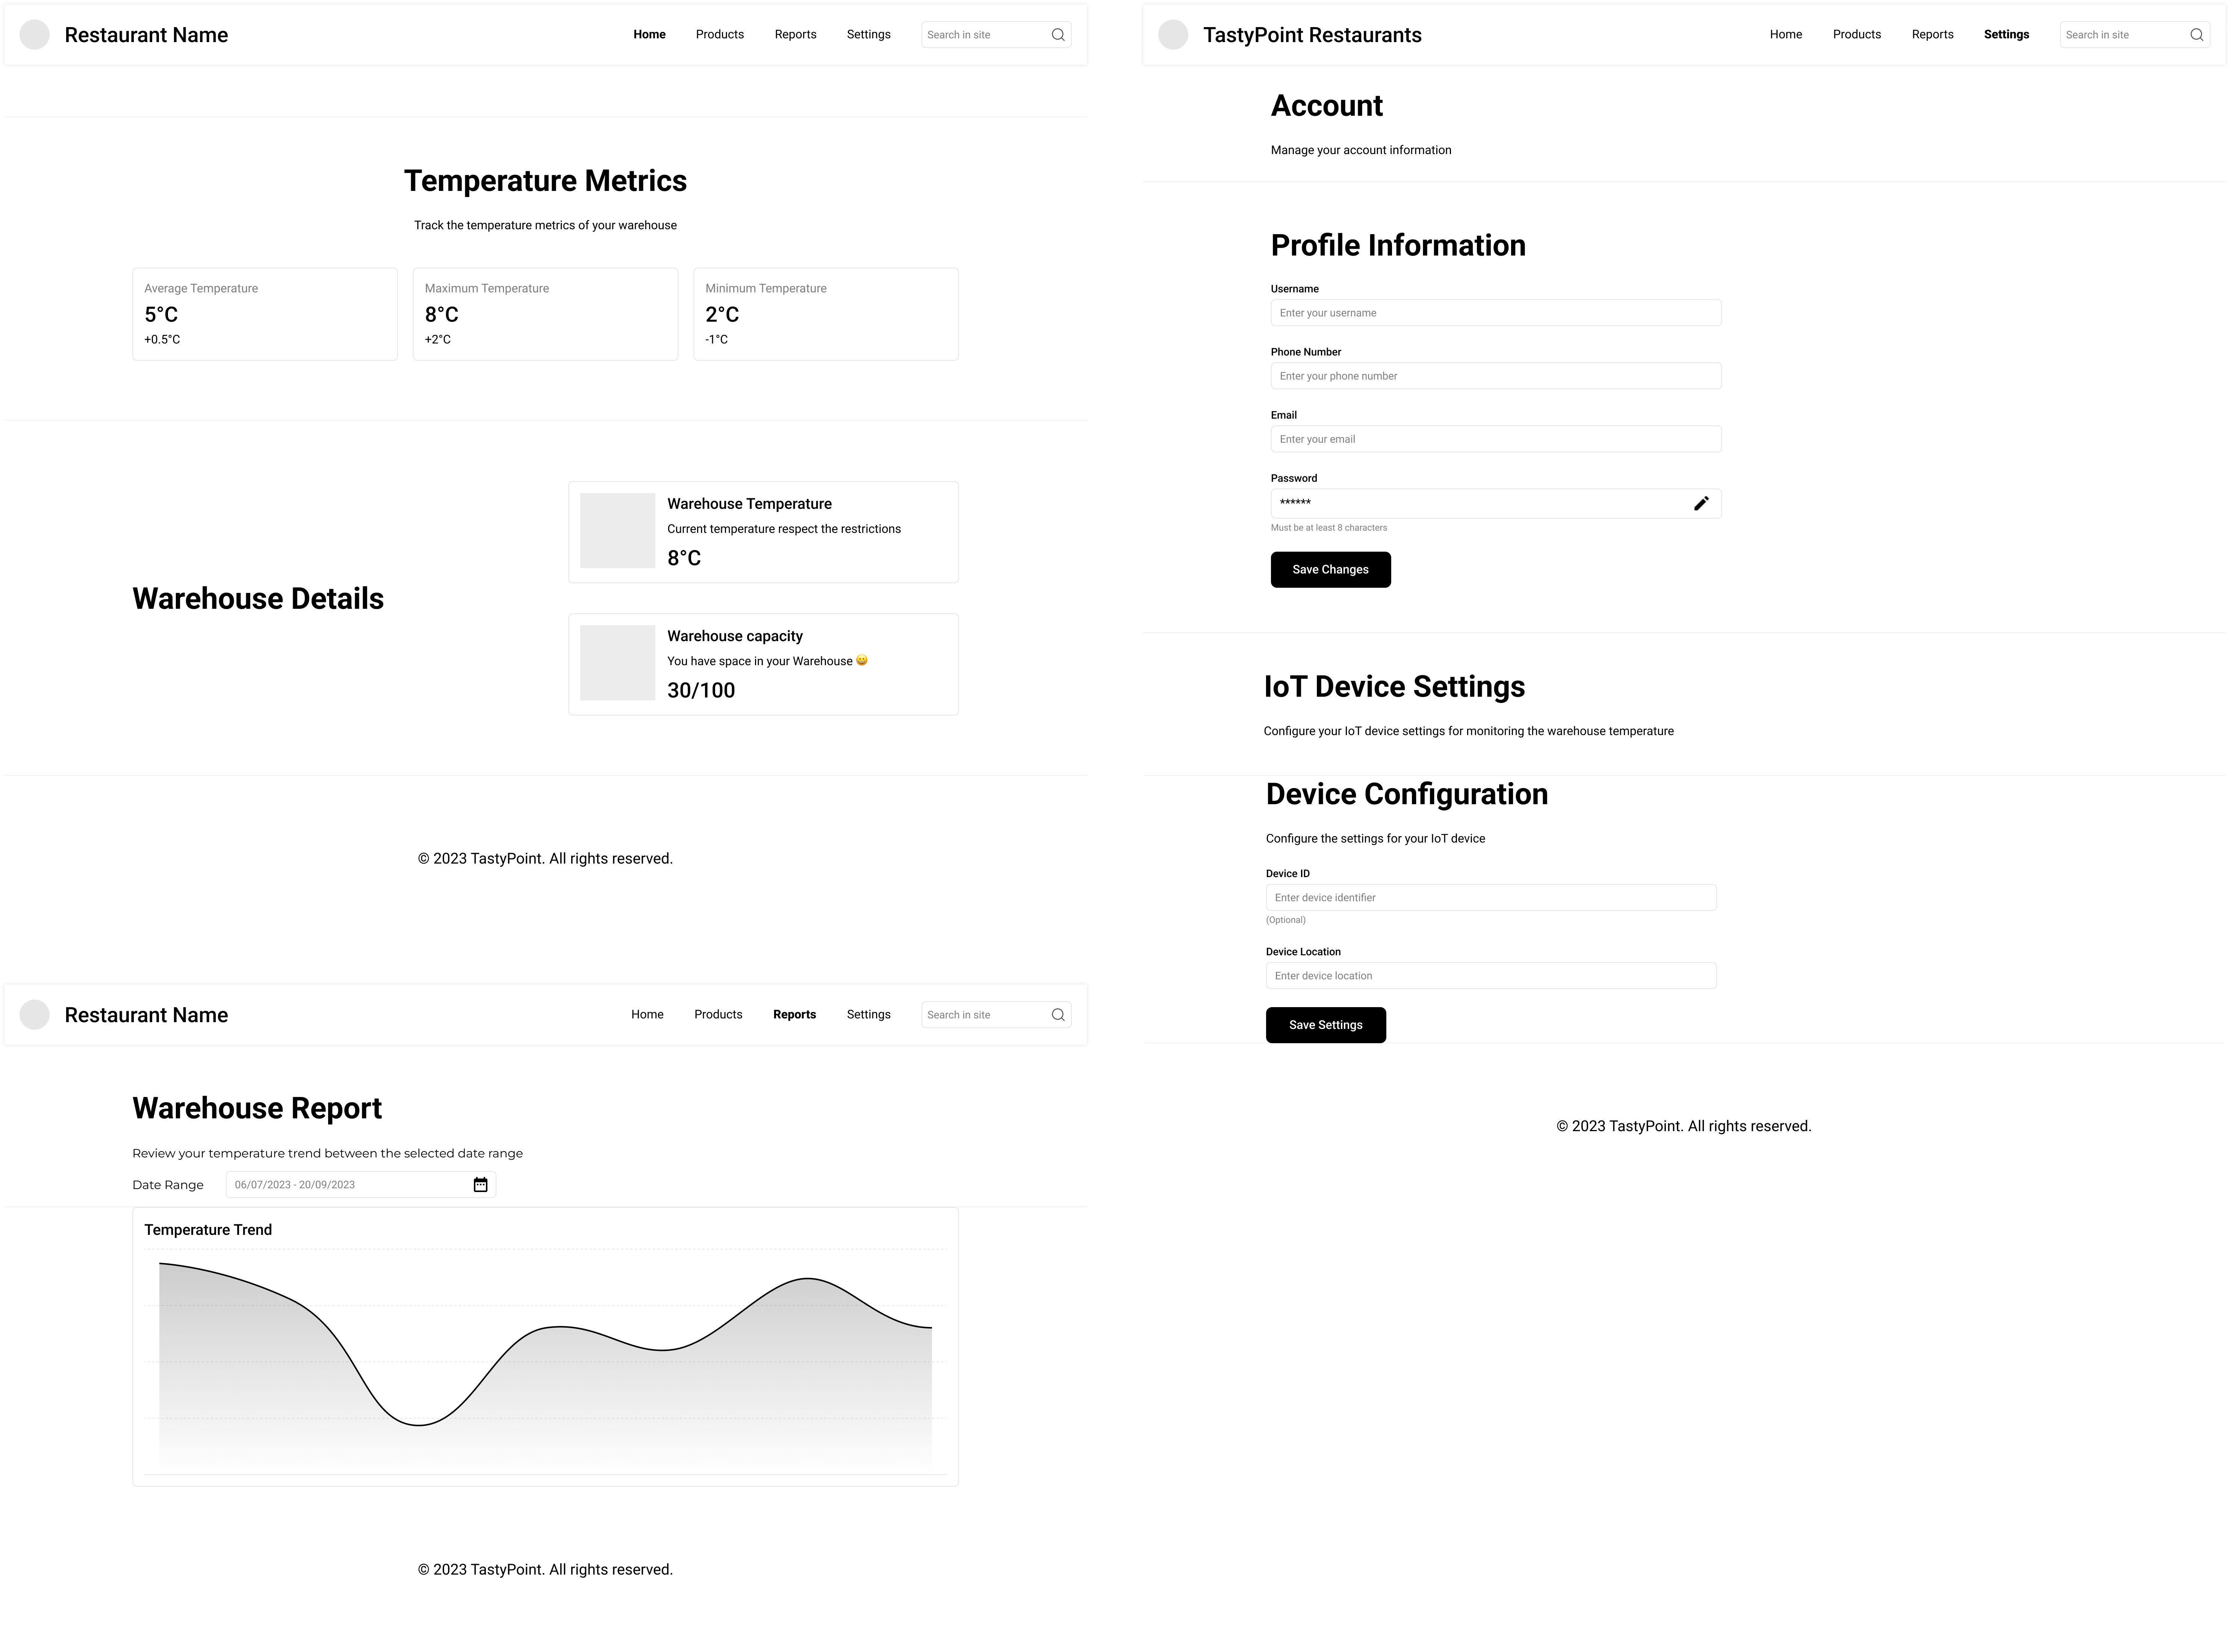 Restaurant Name
Home Products Reports Settings Search in site
Temperature Metrics
Track the temperature metrics of your warehouse
Average Temperature
5°C
+0.5°C
Maximum Temperature
8°C
+2°C
Minimum Temperature
2°C
-1°C
Warehouse Details
Warehouse Temperature
Current temperature respect the restrictions
8°C
Warehouse capacity
You have space in your Warehouse 😀
30/100
© 2023 TastyPoint. All rights reserved.
Restaurant Name
Home Products Reports Settings Search in site
Warehouse Report
Review your temperature trend between the selected date range
Date Range 06/07/2023 - 20/09/2023
Temperature Trend
© 2023 TastyPoint. All rights reserved.
TastyPoint Restaurants
Home Products Reports Settings Search in site
Account
Manage your account information
Profile Information
Username
Enter your username
Phone Number
Enter your phone number
Email
Enter your email
Password
******
Must be at least 8 characters
Save Changes
IoT Device Settings
Configure your IoT device settings for monitoring the warehouse temperature
Device Configuration
Configure the settings for your IoT device
Device ID
Enter device identifier
(Optional)
Device Location
Enter device location
Save Settings
© 2023 TastyPoint. All rights reserved.